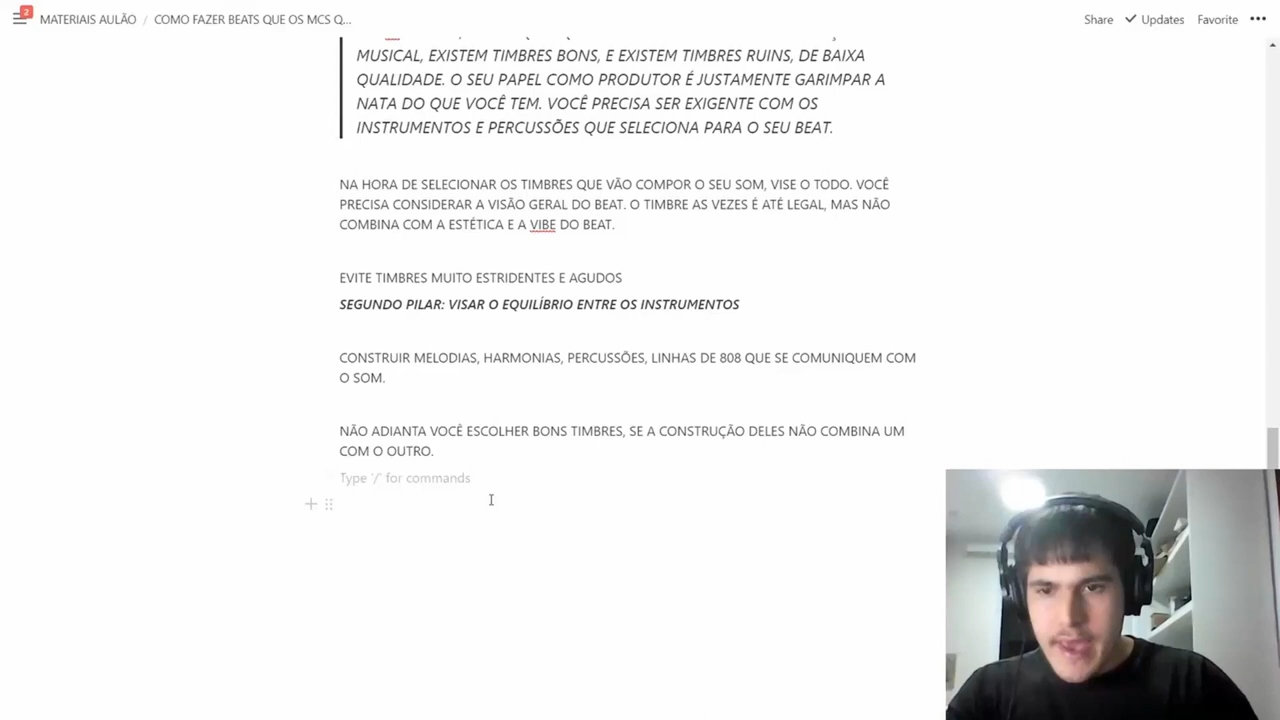 2
MATERIAIS AULÃO / COMO FAZER BEATS QUE OS MCS Q...
Share Updates Favorite
MUSICAL, EXISTEM TIMBRES BONS, E EXISTEM TIMBRES RUINS, DE BAIXA
QUALIDADE. O SEU PAPEL COMO PRODUTOR É JUSTAMENTE GARIMPAR A
NATA DO QUE VOCÊ TEM. VOCÊ PRECISA SER EXIGENTE COM OS
INSTRUMENTOS E PERCUSSÕES QUE SELECIONA PARA O SEU BEAT.
NA HORA DE SELECIONAR OS TIMBRES QUE VÃO COMPOR O SEU SOM, VISE O TODO. VOCÊ
PRECISA CONSIDERAR A VISÃO GERAL DO BEAT. O TIMBRE AS VEZES É ATÉ LEGAL, MAS NÃO
COMBINA COM A ESTÉTICA E A VIBE DO BEAT.
EVITE TIMBRES MUITO ESTRIDENTES E AGUDOS
SEGUNDO PILAR: VISAR O EQUILÍBRIO ENTRE OS INSTRUMENTOS
CONSTRUIR MELODIAS, HARMONIAS, PERCUSSÕES, LINHAS DE 808 QUE SE COMUNIQUEM COM
O SOM.
NÃO ADIANTA VOCÊ ESCOLHER BONS TIMBRES, SE A CONSTRUÇÃO DELES NÃO COMBINA UM
COM O OUTRO.
Type '/' for commands